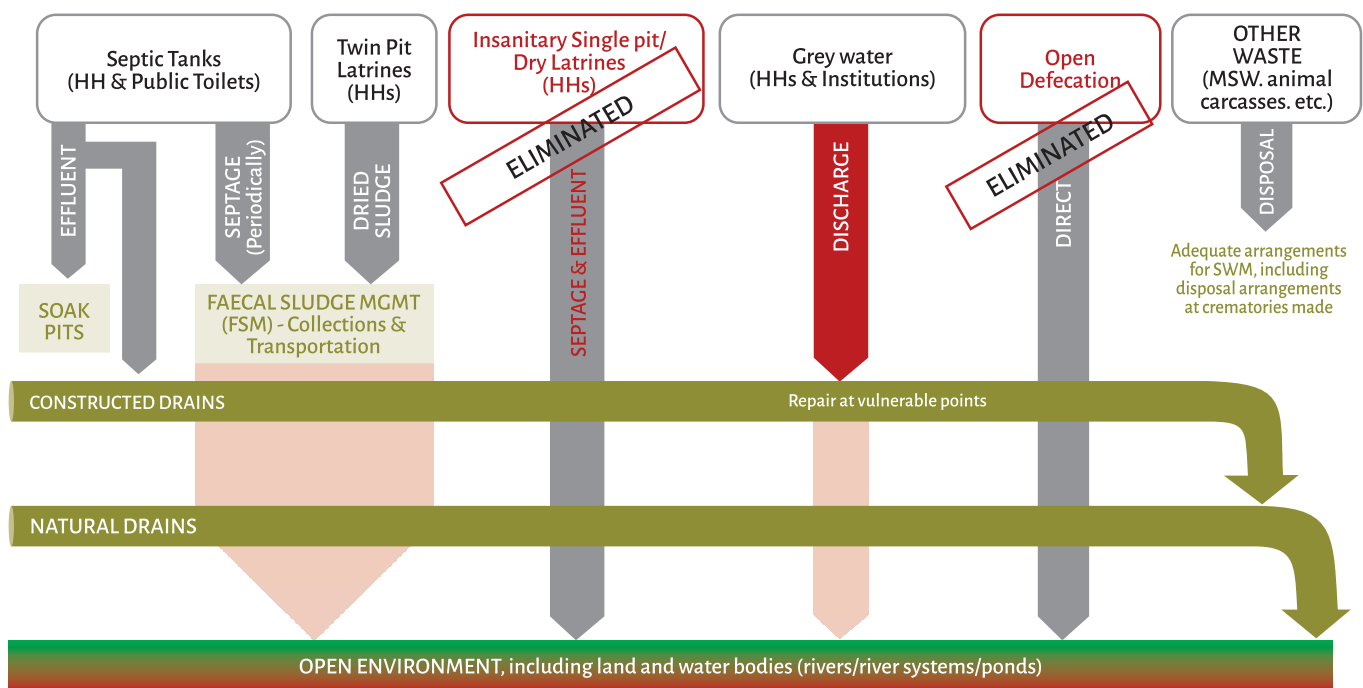 Septic Tanks
(HH & Public Toilets)
Twin Pit
Latrines
(HHs)
Insanitary Single pit/
Dry Latrines
(HHs)
Grey water
(HHs & Institutions)
Open
Defecation
OTHER
WASTE
(MSW. animal
carcasses. etc.)
EFFLUENT
SEPTAGE
(Periodically)
DRIED
SLUDGE
ELIMINATED
SEPTAGE & EFFLUENT
DISCHARGE
ELIMINATED
DIRECT
DISPOSAL
Adequate arrangements
for SWM, including
disposal arrangements
at crematories made
SOAK
PITS
FAECAL SLUDGE MGMT
(FSM) - Collections &
Transportation
CONSTRUCTED DRAINS
Repair at vulnerable points
NATURAL DRAINS
OPEN ENVIRONMENT, including land and water bodies (rivers/river systems/ponds)